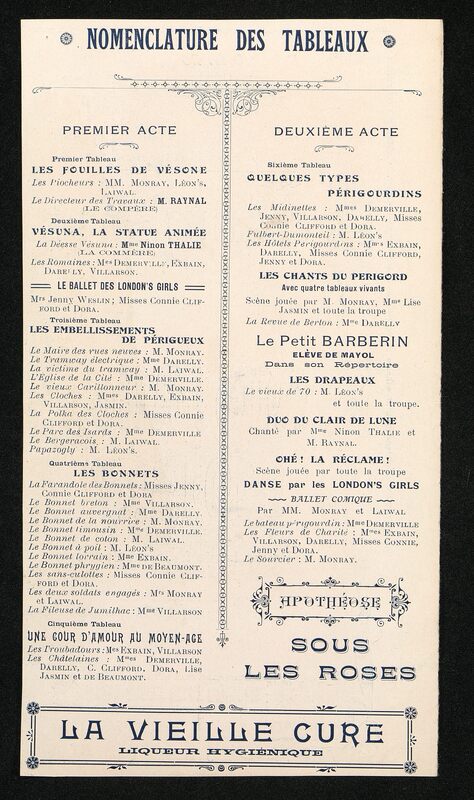 NOMENCLATURE DES TABLEAUX
PREMIER ACTE
Premier Tableau
LES FOUILLES DE VÉSONE
Les Piocheurs : MM. MONRAY, LÉON'S,
LAIWAL.
Le Directeur des Travaux : M. RAYNAL
(LE COMPÈRE)
Deuxième Tableau
VÉSUNA, LA STATUE ANIMÉE
La Déesse Vésuna : Mme Ninon THALIE
(LA COMMÈRE)
Les Romaines : Mes DEMERVILLE, EXBAIN,
DARELLY, VILLARSON.
LE BALLET DES LONDON'S GIRLS
Mrs JENNY, WESLIN ; Misses CONNIE CLIF-
FORD et DORA.
Troisième Tableau
LES EMBELLISSEMENTS
DE PÉRIGUEUX
Le Maire des rues neuves : M. MONRAY.
Le Tramway électrique : Mme DARELLY.
La victime du tramway : M. LAIWAL.
L'Eglise de la Cité : Mme DEMERVILLE.
Le vieux Carillonneur : M. MONRAY.
Les Cloches : Mmes DARELLY, EXBAIN,
VILLARSON, JASMIN.
La Polka des Cloches : Misses CONNIE
CLIFFORD et DORA.
Le Parc des Isards : Mme DEMERVILLE
Le Bergeracois : M. LAIWAL.
Papazogly : M. LÉON'S.
Quatrième Tableau
LES BONNETS
La Farandole des Bonnets : Misses JENNY,
CONNIE CLIFFORD et DORA
Le Bonnet breton : Mme VILLARSON.
Le Bonnet auvergnat : Mme DARELLY.
Le Bonnet de la nourrice : M. MONRAY.
Le Bonnet limousin : Mme DEMERVILLE.
Le Bonnet de coton : M. LAIWAL.
Le Bonnet à poil : M. LÉON'S
Le Bonnet lorrain : Mme EXBAIN.
Le Bonnet phrygien : Mme DE BEAUMONT.
Les sans-culottes : Misses CONNIE CLIF-
FORD et DORA.
Les deux soldats engagés : Mrs MONRAY
et LAIWAL.
La Fileuse de Jumilhac : Mme VILLARSON
Cinquième Tableau
UNE COUR D'AMOUR AU MOYEN-AGE
Les Troubadours : Mes EXBAIN, VILLARSON
Les Châtelaines : Mmes DEMERVILLE,
DARELLY, C. CLIFFORD, DORA, LISE
JASMIN et DE BEAUMONT.
DEUXIÈME ACTE
Sixième Tableau
QUELQUES TYPES
PÉRIGOURDINS
Les Midinettes : Mmes DEMERVILLE,
JENNY, VILLARSON, DARELLY, Misses
CONNIE CLIFFORD et DORA.
Fulbert-Dumonteil : M. LÉON'S
Les Hôtels Périgourdins : Mmes EXBAIN,
DARELLY, Misses CONNIE CLIFFORD,
JENNY et DORA.
LES CHANTS DU PERIGORD
Avec quatre tableaux vivants
Scène jouée par M. MONRAY, Mme LISE
JASMIN et toute la troupe
La Revue de Berton : Mme DARELLY
Le Petit BARBERIN
ELÈVE DE MAYOL
Dans son Répertoire
LES DRAPEAUX
Le vieux de 70 : M. LÉON'S
et toute la troupe.
DUO DU CLAIR DE LUNE
Chanté par Mes NINON THALIE et
M. RAYNAL.
OHÉ ! LA RÉCLAME !
Scène jouée par toute la troupe
DANSE par les LONDON'S GIRLS
BALLET COMIQUE
Par MM. MONRAY et LAIWAL
Le bateau périgourdin : Mme DEMERVILLE
Les Fleurs de Charité : Mmes EXBAIN,
VILLARSON, DARELLY, Misses CONNIE,
JENNY et DORA.
Le Sourcier : M. MONRAY.
APOTHÉOSE
SOUS
LES ROSES
LA VIEILLE CURE
LIQUEUR HYGIÉNIQUE